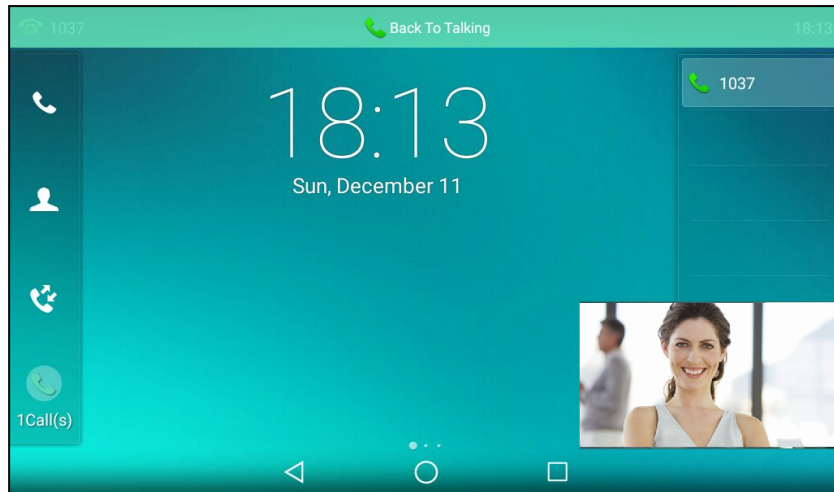 1037
Back To Talking
18:13
1037
18:13
Sun, December 11
1Call(s)